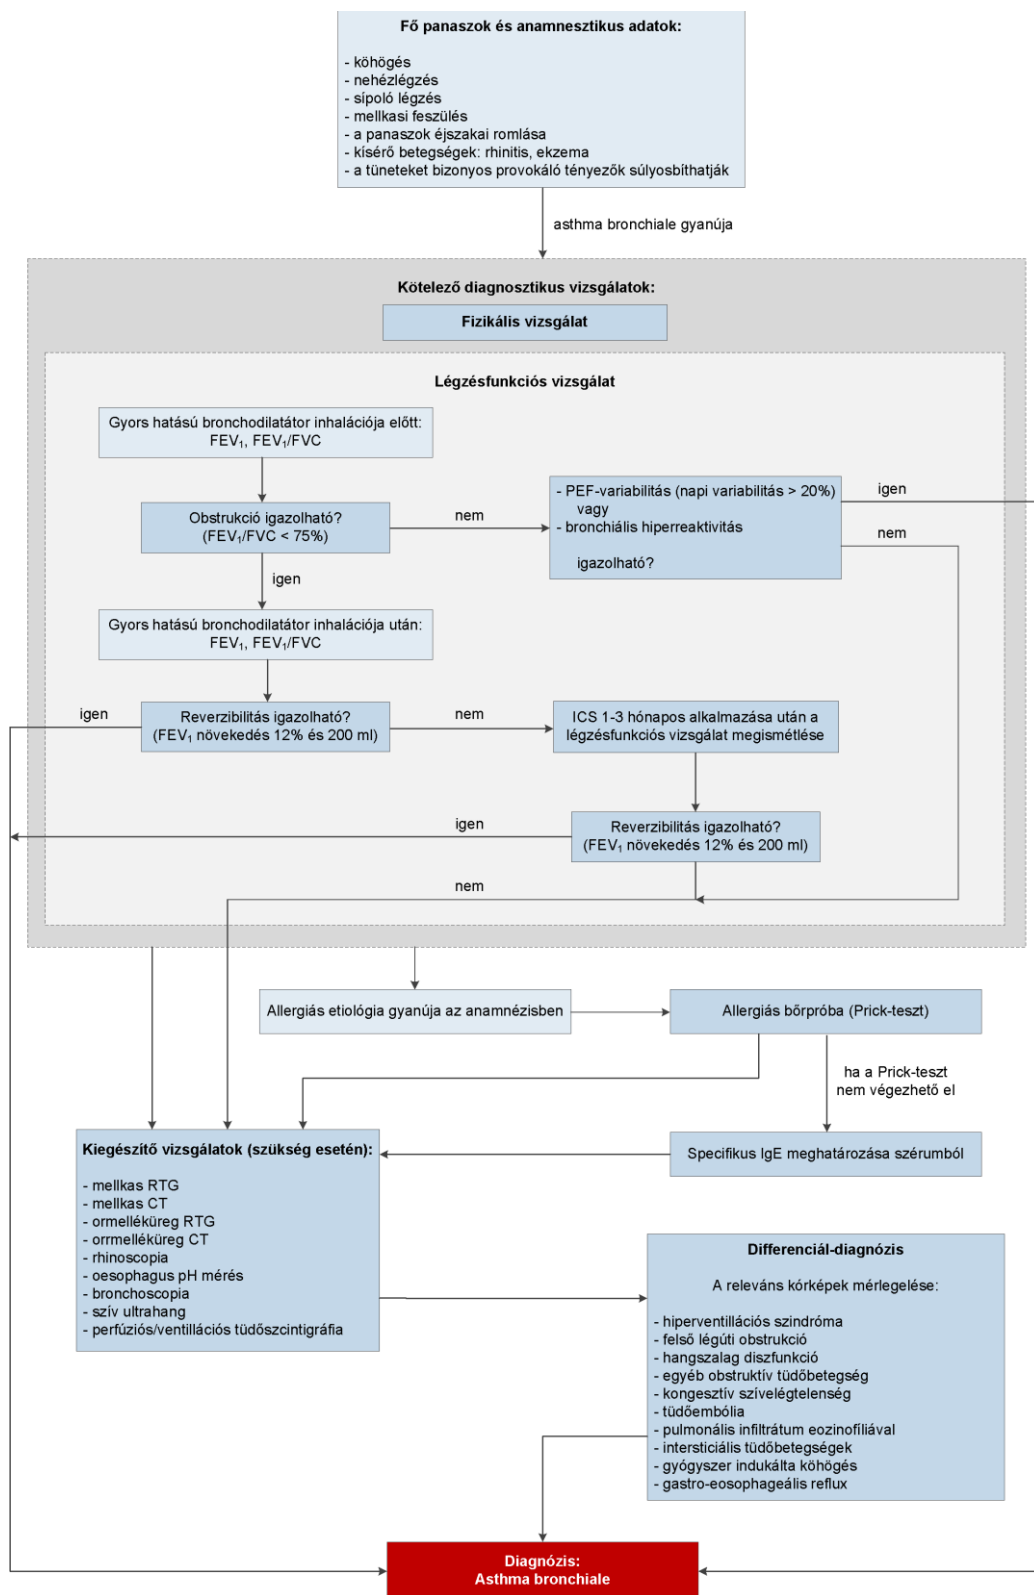 Fő panaszok és anamnesztikus adatok:
- köhögés
- nehézlégzés
- sípoló légzés
- mellkasi feszülés
- a panaszok éjszakai romlása
- kísérő betegségek: rhinitis, ekzema
- a tüneteket bizonyos provokáló tényezők súlyosbíthatják
asthma bronchiale gyanúja
Kötelező diagnosztikus vizsgálatok:
Fizikális vizsgálat
Légzésfunkciós vizsgálat
Gyors hatású bronchodilatátor inhalációja előtt:
FEV₁, FEV₁/FVC
Obstrukció igazolható?
(FEV₁/FVC < 75%)
nem
- PEF-variabilitás (napi variabilitás > 20%)
vagy
- bronchiális hiperreaktivitás
igazolható?
igen
nem
igen
Gyors hatású bronchodilatátor inhalációja után:
FEV₁, FEV₁/FVC
igen
Reverzibilitás igazolható?
(FEV₁ növekedés 12% és 200 ml)
nem
ICS 1-3 hónapos alkalmazása után a
légzésfunkciós vizsgálat megismétlése
igen
Reverzibilitás igazolható?
(FEV₁ növekedés 12% és 200 ml)
nem
Allergiás etiológia gyanúja az anamnézisben
Allergiás bőrpróba (Prick-teszt)
ha a Prick-teszt
nem végezhető el
Specifikus IgE meghatározása szérumból
Kiegészítő vizsgálatok (szükség esetén):
- mellkas RTG
- mellkas CT
- ormelléküreg RTG
- orrmelléküreg CT
- rhinoscopia
- oesophagus pH mérés
- bronchoscopia
- szív ultrahang
- perfúziós/ventillációs tüdőszcintigráfia
Differenciál-diagnózis
A releváns kórképek mérlegelése:
- hiperventillációs szindróma
- felső légúti obstrukció
- hangszalag diszfunkció
- egyéb obstruktív tüdőbetegség
- kongesztív szívelégtelenség
- tüdőembólia
- pulmonális infiltrátum eozinofíliával
- intersticiális tüdőbetegségek
- gyógyszer indukálta köhögés
- gastro-eosophageális reflux
Diagnózis:
Asthma bronchiale